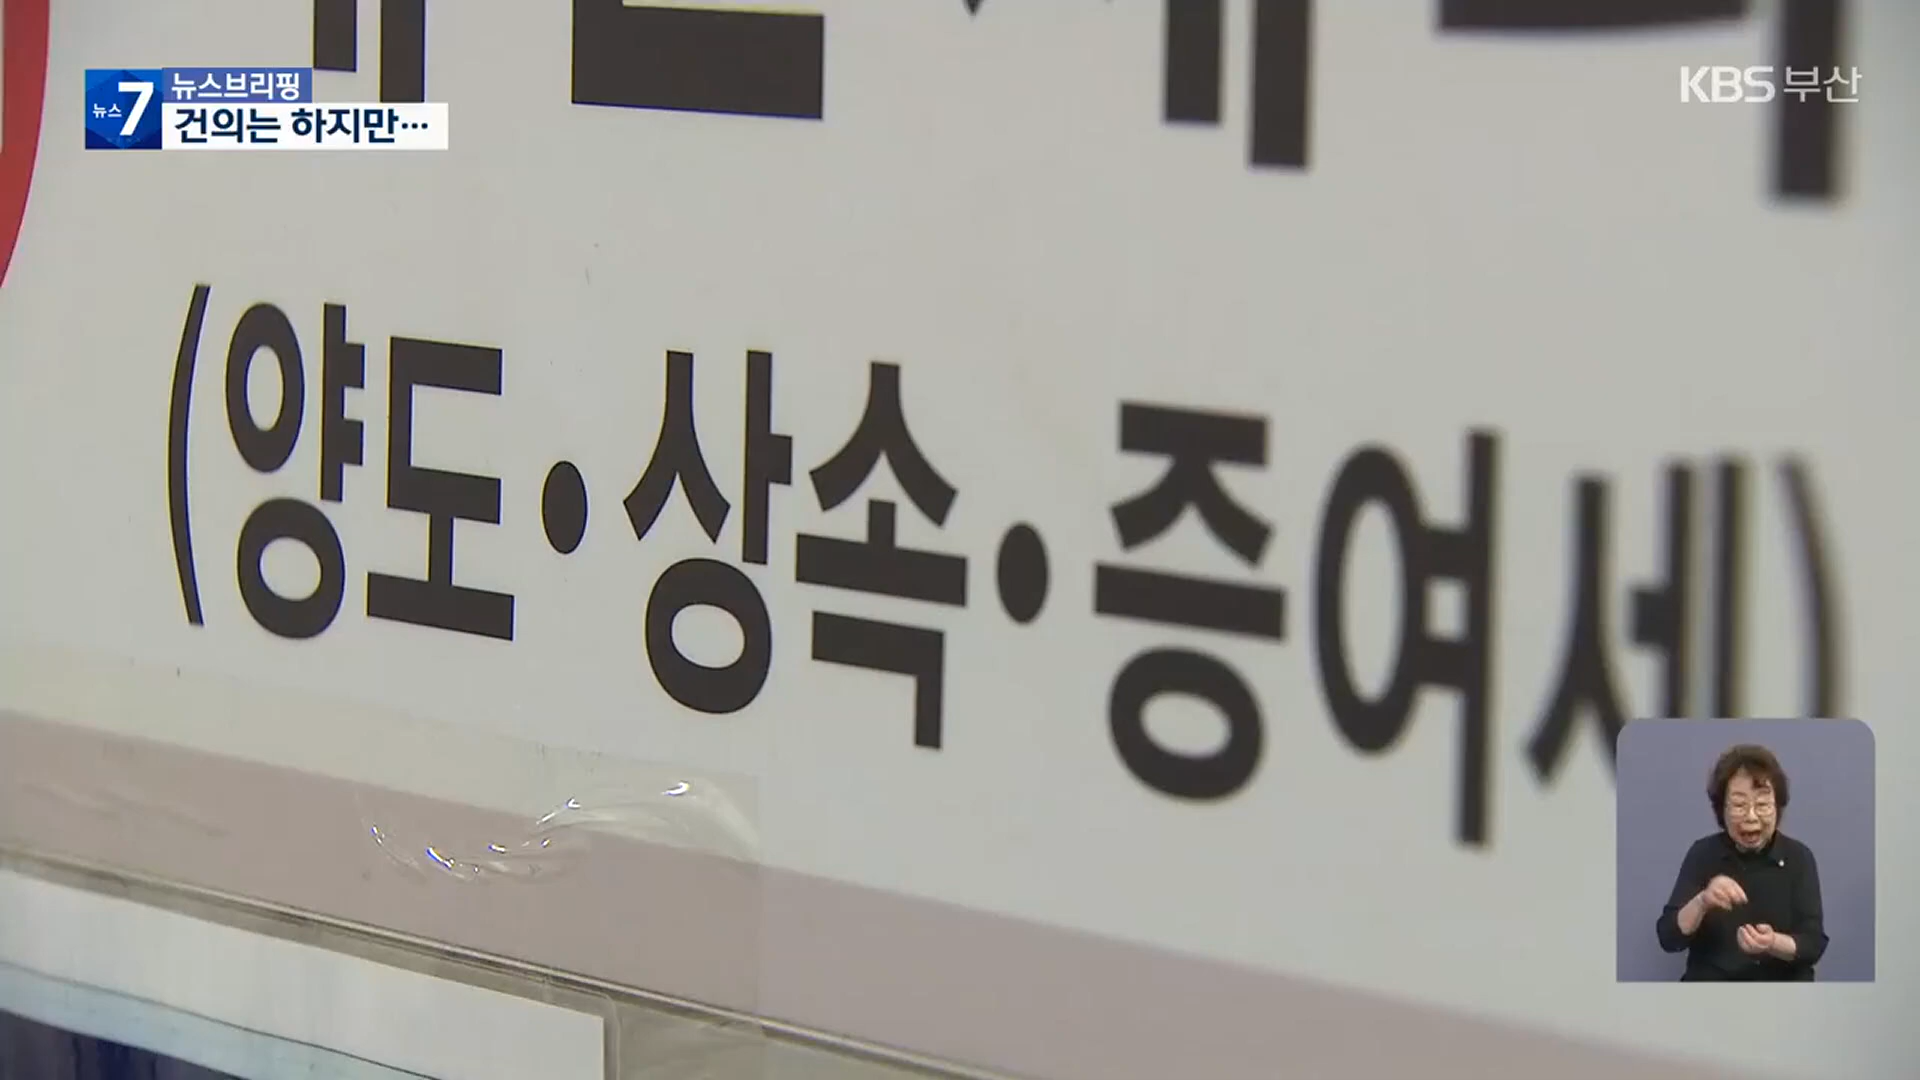 뉴스7
뉴스브리핑
건의는 하지만…
KBS 부산
(양도·상속·증여세)